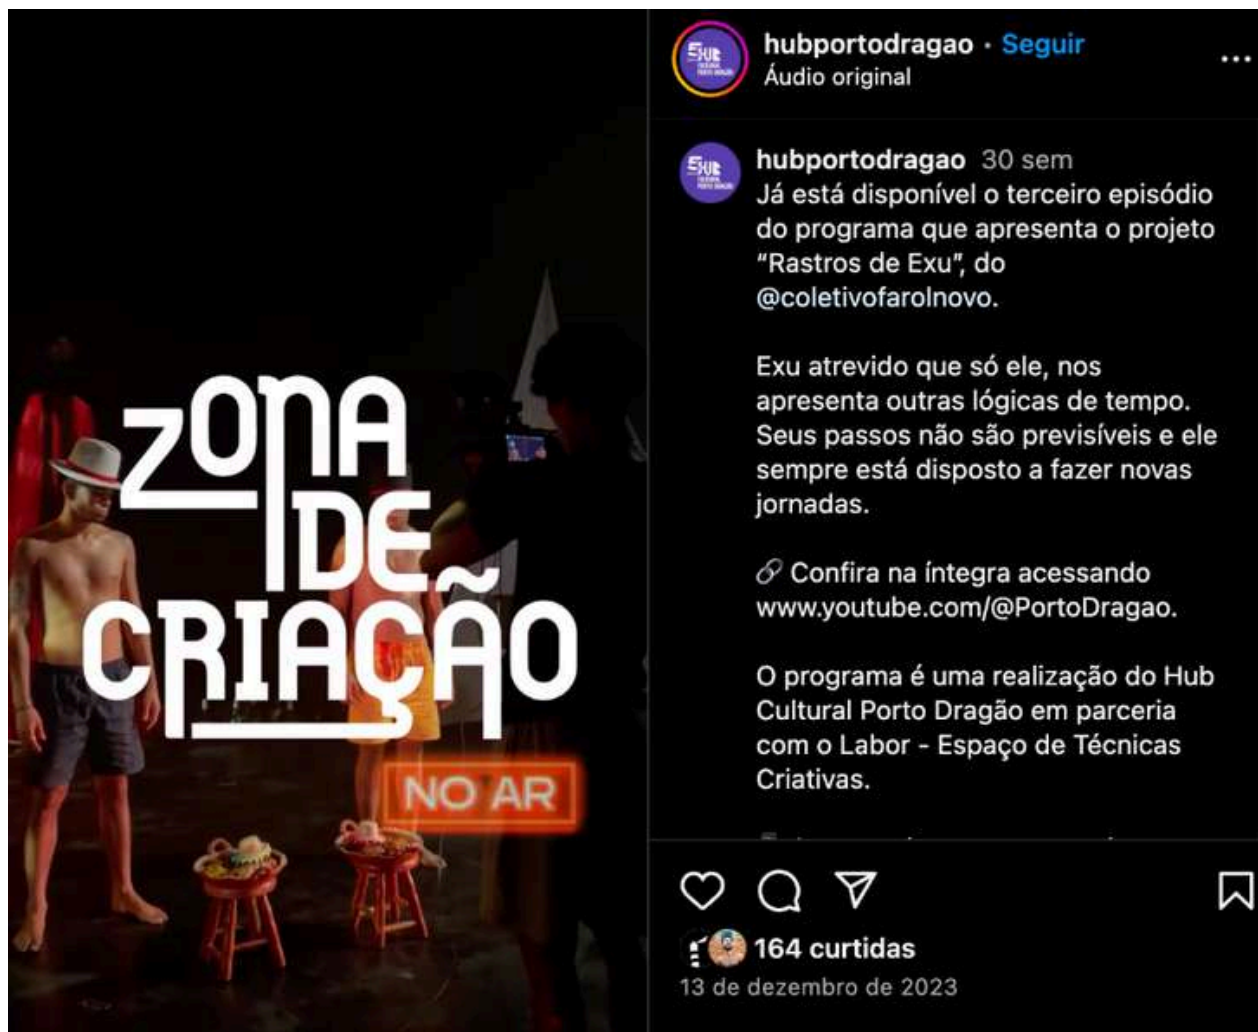 ZONA
DE
CRIAÇÃO
NO AR
hubportodragao • Seguir
Áudio original
hubportodragao 30 sem
Já está disponível o terceiro episódio
do programa que apresenta o projeto
“Rastros de Exu”, do
@coletivofarolnovo.
Exu atrevido que só ele, nos
apresenta outras lógicas de tempo.
Seus passos não são previsíveis e ele
sempre está disposto a fazer novas
jornadas.
🔗 Confira na íntegra acessando
www.youtube.com/@PortoDragao.
O programa é uma realização do Hub
Cultural Porto Dragão em parceria
com o Labor - Espaço de Técnicas
Criativas.
164 curtidas
13 de dezembro de 2023